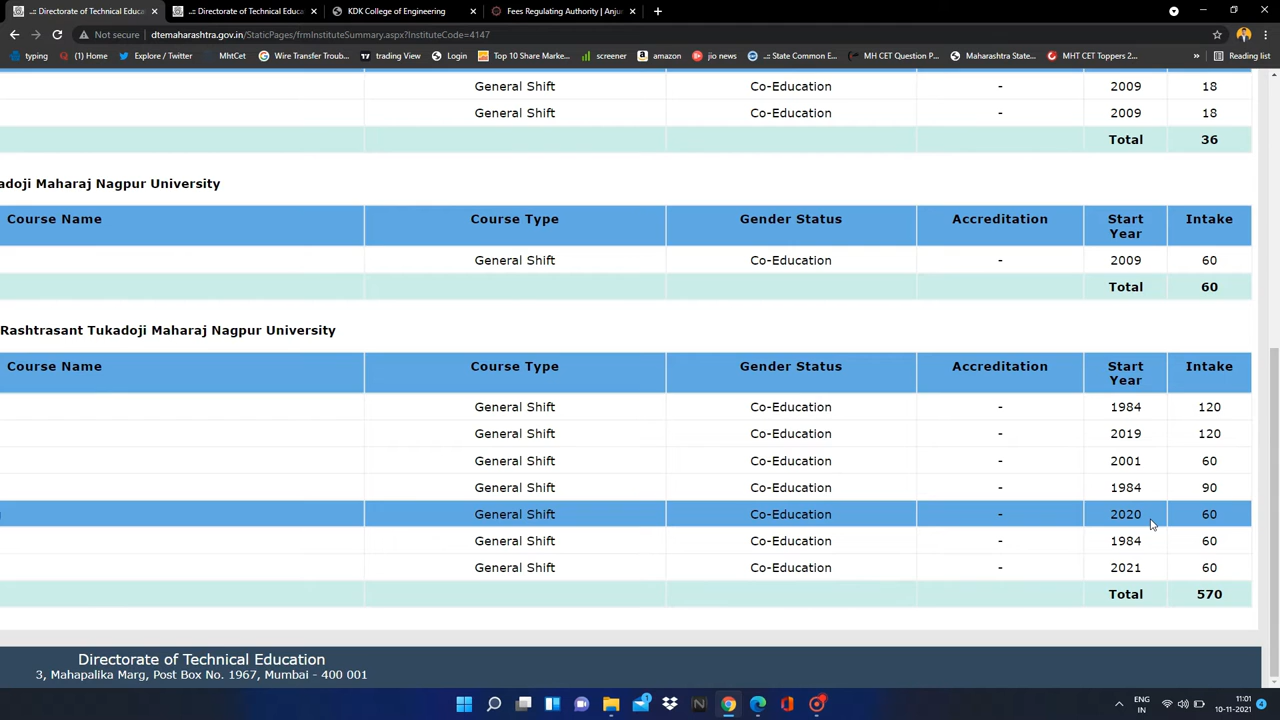 .:: Directorate of Technical Educa × .:: Directorate of Technical Educa × KDK College of Engineering × Fees Regulating Authority | Anju × +
Not secure | dtemaharashtra.gov.in/StaticPages/frmInstituteSummary.aspx?InstituteCode=4147
typing (1) Home Explore / Twitter MhtCet Wire Transfer Troub... trading View Login Top 10 Share Marke... screener amazon jio news .:: State Common E... MH CET Question P... Maharashtra State... MHT CET Toppers 2... » Reading list
General Shift Co-Education - 2009 18
General Shift Co-Education - 2009 18
Total 36
adoji Maharaj Nagpur University
Course Name Course Type Gender Status Accreditation Start Year Intake
General Shift Co-Education - 2009 60
Total 60
Rashtrasant Tukadoji Maharaj Nagpur University
Course Name Course Type Gender Status Accreditation Start Year Intake
General Shift Co-Education - 1984 120
General Shift Co-Education - 2019 120
General Shift Co-Education - 2001 60
General Shift Co-Education - 1984 90
General Shift Co-Education - 2020 60
General Shift Co-Education - 1984 60
General Shift Co-Education - 2021 60
Total 570
Directorate of Technical Education
3, Mahapalika Marg, Post Box No. 1967, Mumbai - 400 001
ENG 11:01
IN 10-11-2021